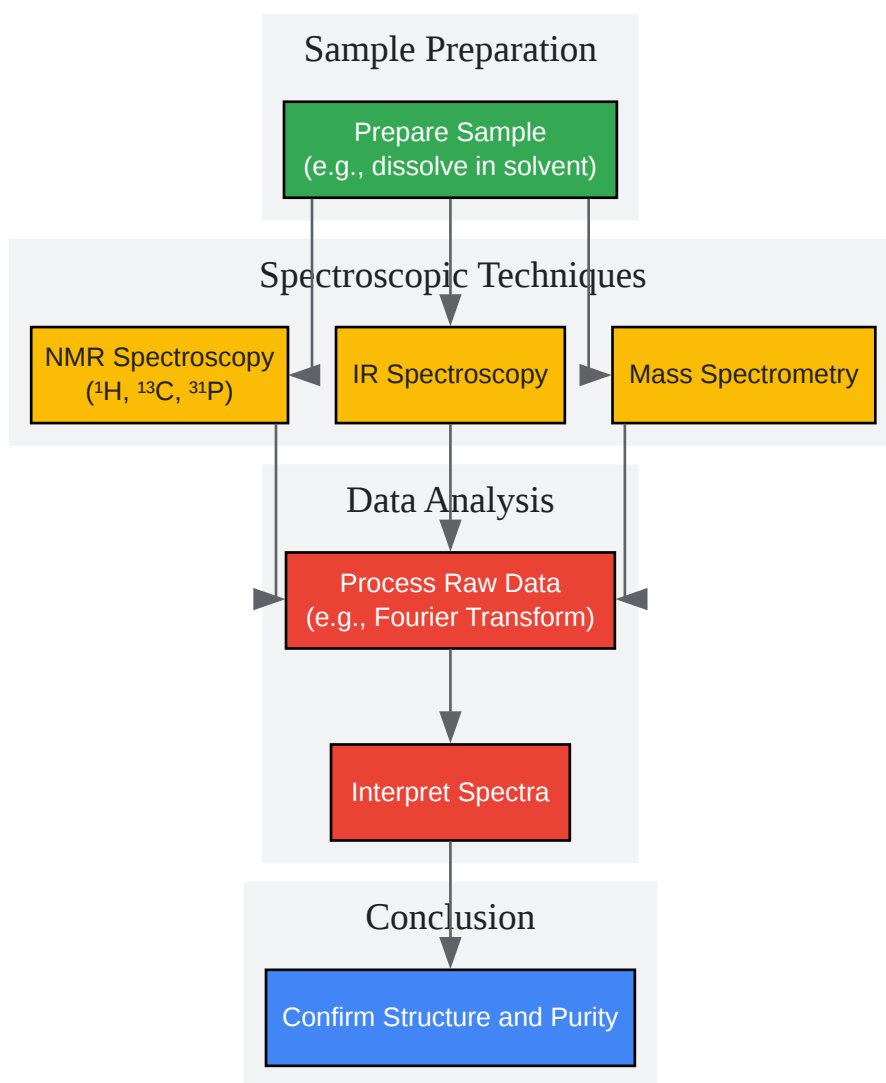 Sample Preparation
Prepare Sample
(e.g., dissolve in solvent)
Spectroscopic Techniques
NMR Spectroscopy
(¹H, ¹³C, ³¹P)
IR Spectroscopy
Mass Spectrometry
Data Analysis
Process Raw Data
(e.g., Fourier Transform)
Interpret Spectra
Conclusion
Confirm Structure and Purity